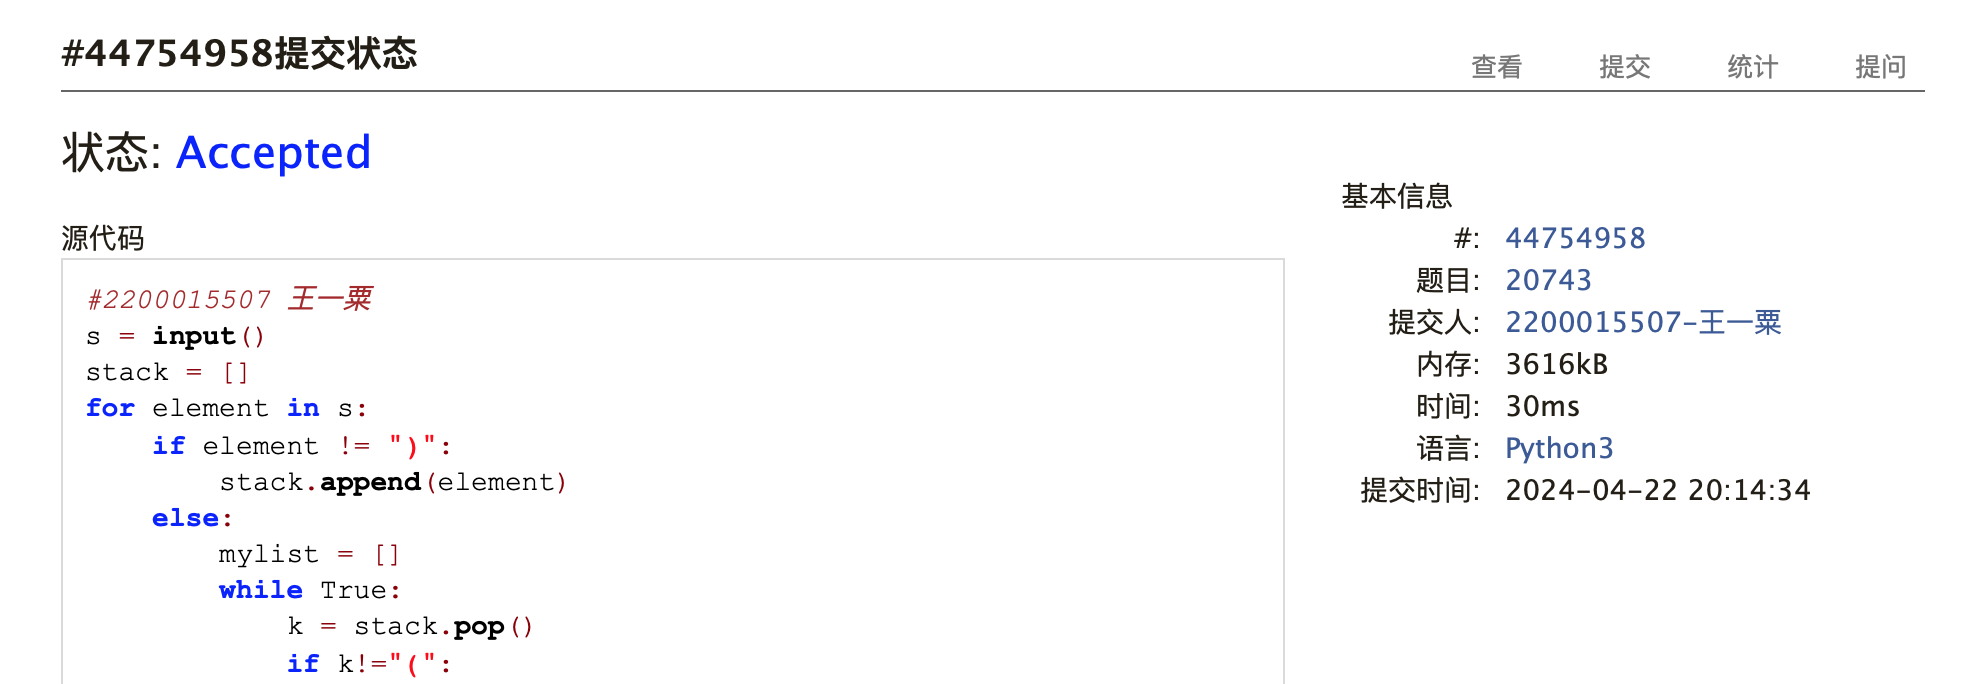 #44754958提交状态
查看 提交 统计 提问
状态: Accepted
源代码
#2200015507 王一粟
s = input()
stack = []
for element in s:
    if element != ")":
        stack.append(element)
    else:
        mylist = []
        while True:
            k = stack.pop()
            if k!="(":
基本信息
#: 44754958
题目: 20743
提交人: 2200015507-王一粟
内存: 3616kB
时间: 30ms
语言: Python3
提交时间: 2024-04-22 20:14:34